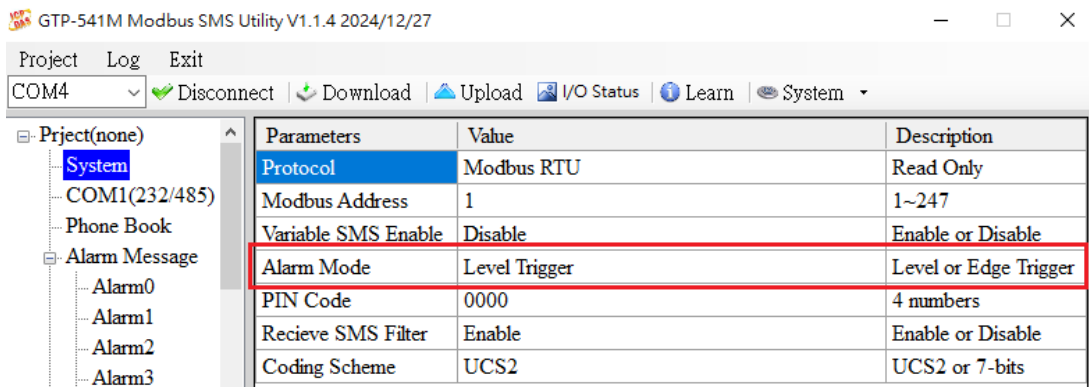 ICP DAS GTP-541M Modbus SMS Utility V1.1.4 2024/12/27
Project Log Exit
COM4 Disconnect Download Upload I/O Status Learn System
Prject(none)
System
COM1(232/485)
Phone Book
Alarm Message
Alarm0
Alarm1
Alarm2
Alarm3
Parameters Value Description
Protocol Modbus RTU Read Only
Modbus Address 1 1~247
Variable SMS Enable Disable Enable or Disable
Alarm Mode Level Trigger Level or Edge Trigger
PIN Code 0000 4 numbers
Recieve SMS Filter Enable Enable or Disable
Coding Scheme UCS2 UCS2 or 7-bits